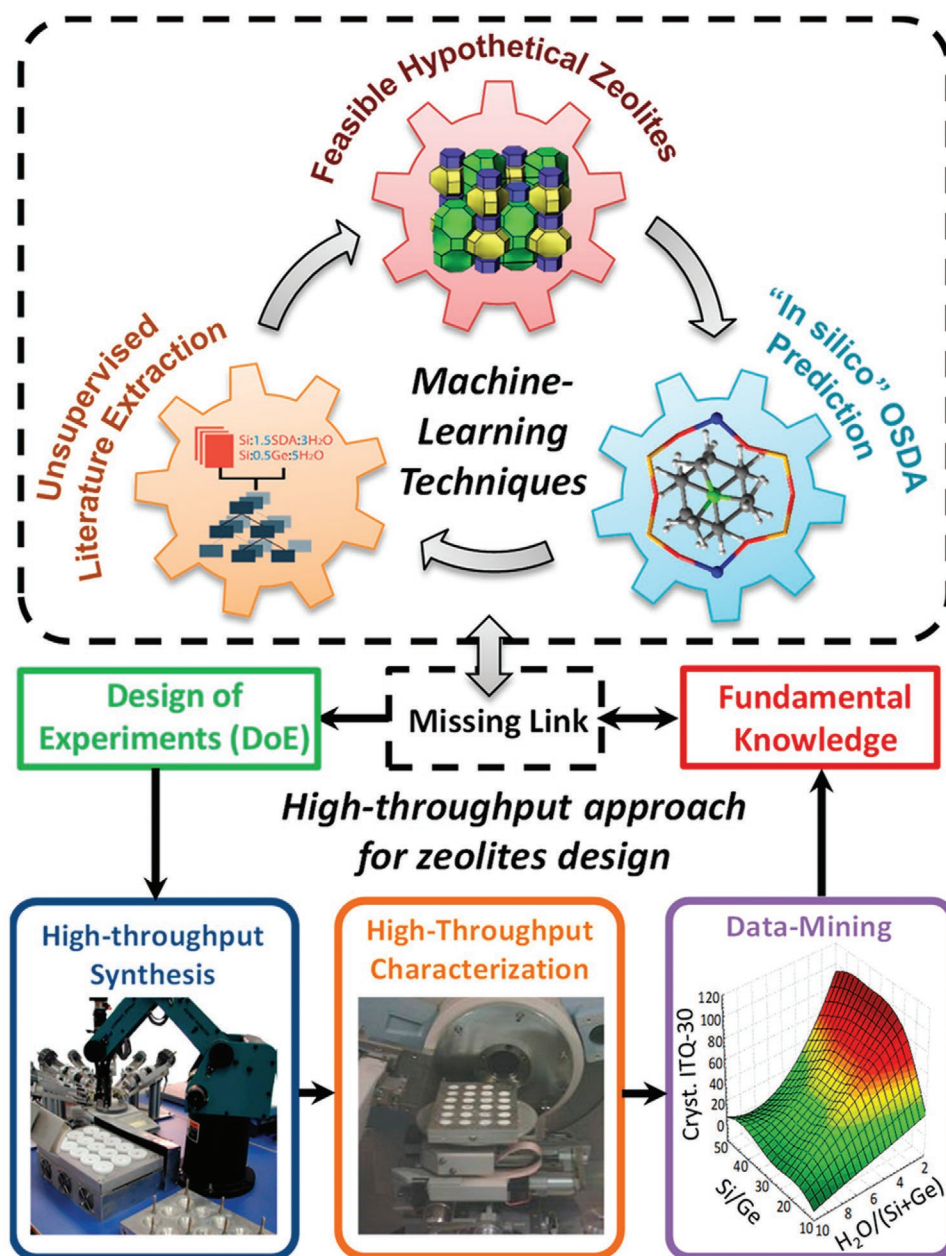 Feasible Hypothetical Zeolites
Unsupervised
Literature Extraction
Si:1.5SDA:3H₂O
Si:0.5Ge:5H₂O
Machine-
Learning
Techniques
“In silico” OSDA
Prediction
Design of
Experiments (DoE)
Missing Link
Fundamental
Knowledge
High-throughput approach
for zeolites design
High-throughput
Synthesis
High-Throughput
Characterization
Data-Mining
Cryst. ITQ-30
120
100
80
60
40
20
0
50
40
30
20
10
Si/Ge
10
8
6
4
2
H₂O/(Si+Ge)